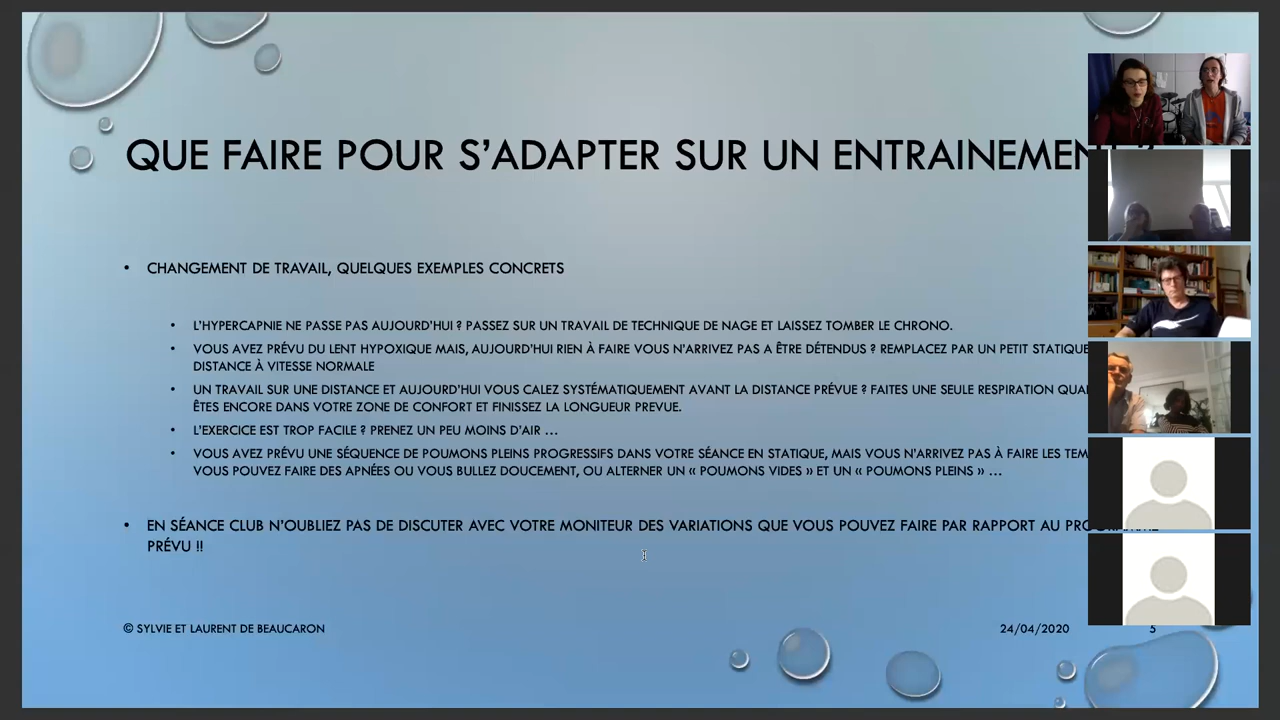 QUE FAIRE POUR S'ADAPTER SUR UN ENTRAINEMENT ?
• CHANGEMENT DE TRAVAIL, QUELQUES EXEMPLES CONCRETS
• L'HYPERCAPNIE NE PASSE PAS AUJOURD'HUI ? PASSEZ SUR UN TRAVAIL DE TECHNIQUE DE NAGE ET LAISSEZ TOMBER LE CHRONO.
• VOUS AVEZ PRÉVU DU LENT HYPOXIQUE MAIS, AUJOURD'HUI RIEN À FAIRE VOUS N'ARRIVEZ PAS A ÊTRE DÉTENDUS ? REMPLACEZ PAR UN PETIT STATIQUE
DISTANCE À VITESSE NORMALE
• UN TRAVAIL SUR UNE DISTANCE ET AUJOURD'HUI VOUS CALEZ SYSTÉMATIQUEMENT AVANT LA DISTANCE PRÉVUE ? FAITES UNE SEULE RESPIRATION
ÊTES ENCORE DANS VOTRE ZONE DE CONFORT ET FINISSEZ LA LONGUEUR PREVUE.
• L'EXERCICE EST TROP FACILE ? PRENEZ UN PEU MOINS D'AIR …
• VOUS AVEZ PRÉVU UNE SÉQUENCE DE POUMONS PLEINS PROGRESSIFS DANS VOTRE SÉANCE EN STATIQUE, MAIS VOUS N'ARRIVEZ PAS À FAIRE LES
VOUS POUVEZ FAIRE DES APNÉES OU VOUS BULLEZ DOUCEMENT, OU ALTERNER UN « POUMONS VIDES » ET UN « POUMONS PLEINS » …
• EN SÉANCE CLUB N'OUBLIEZ PAS DE DISCUTER AVEC VOTRE MONITEUR DES VARIATIONS QUE VOUS POUVEZ FAIRE PAR RAPPORT AU PROGRAMME
PRÉVU !!
© SYLVIE ET LAURENT DE BEAUCARON
24/04/2020
5